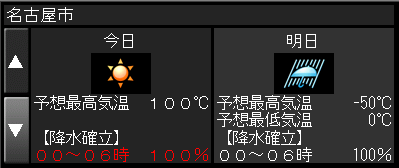 名古屋市
今日
予想最高気温 １００℃
【降水確立】
００～０６時 １００％
明日
予想最高気温 -50℃
予想最低気温 0℃
【降水確立】
００～０６時 100％